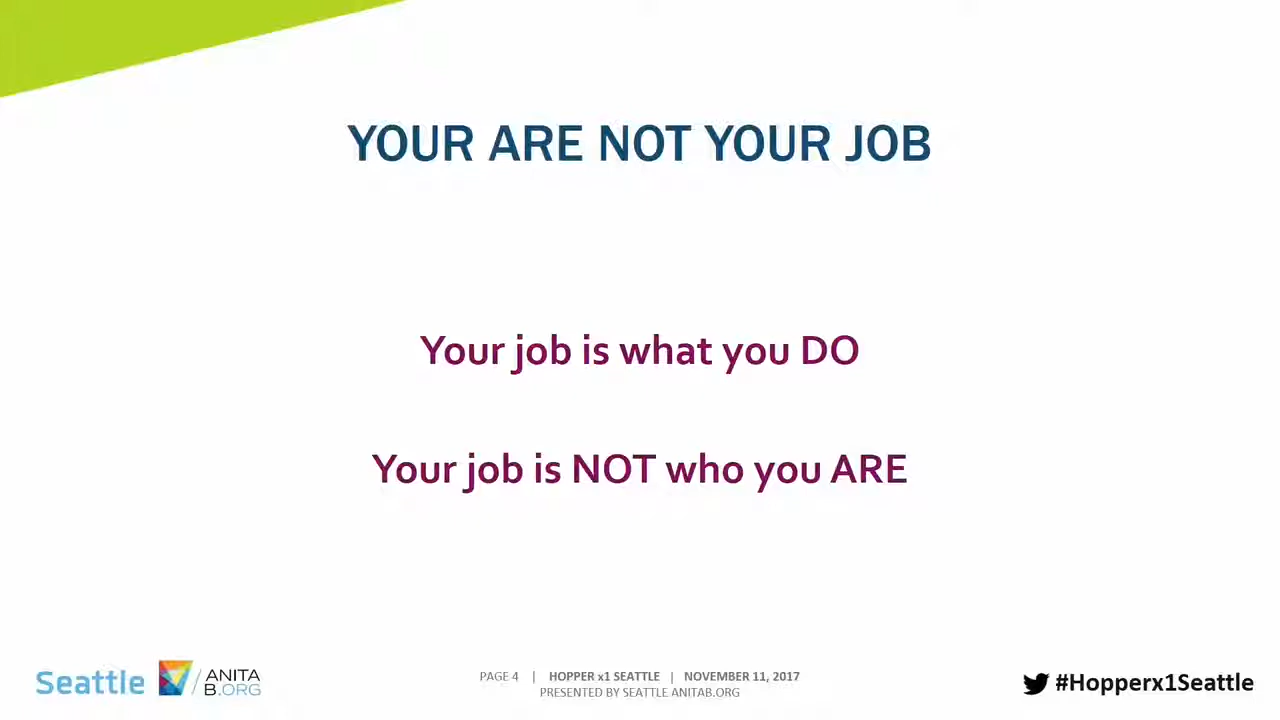 YOUR ARE NOT YOUR JOB
Your job is what you DO
Your job is NOT who you ARE
Seattle
ANITA
B.ORG
PAGE 4 | HOPPER x1 SEATTLE | NOVEMBER 11, 2017
PRESENTED BY SEATTLE.ANITAB.ORG
#Hopperx1Seattle